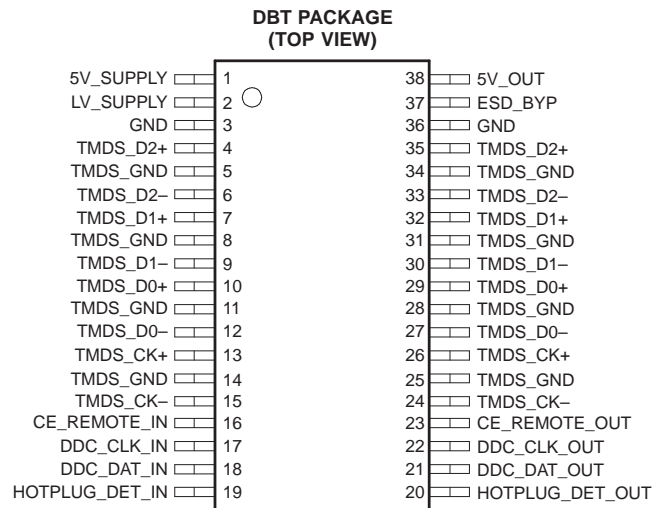 DBT PACKAGE
(TOP VIEW)
5V_SUPPLY 1 38 5V_OUT
LV_SUPPLY 2 37 ESD_BYP
GND 3 36 GND
TMDS_D2+ 4 35 TMDS_D2+
TMDS_GND 5 34 TMDS_GND
TMDS_D2– 6 33 TMDS_D2–
TMDS_D1+ 7 32 TMDS_D1+
TMDS_GND 8 31 TMDS_GND
TMDS_D1– 9 30 TMDS_D1–
TMDS_D0+ 10 29 TMDS_D0+
TMDS_GND 11 28 TMDS_GND
TMDS_D0– 12 27 TMDS_D0–
TMDS_CK+ 13 26 TMDS_CK+
TMDS_GND 14 25 TMDS_GND
TMDS_CK– 15 24 TMDS_CK–
CE_REMOTE_IN 16 23 CE_REMOTE_OUT
DDC_CLK_IN 17 22 DDC_CLK_OUT
DDC_DAT_IN 18 21 DDC_DAT_OUT
HOTPLUG_DET_IN 19 20 HOTPLUG_DET_OUT